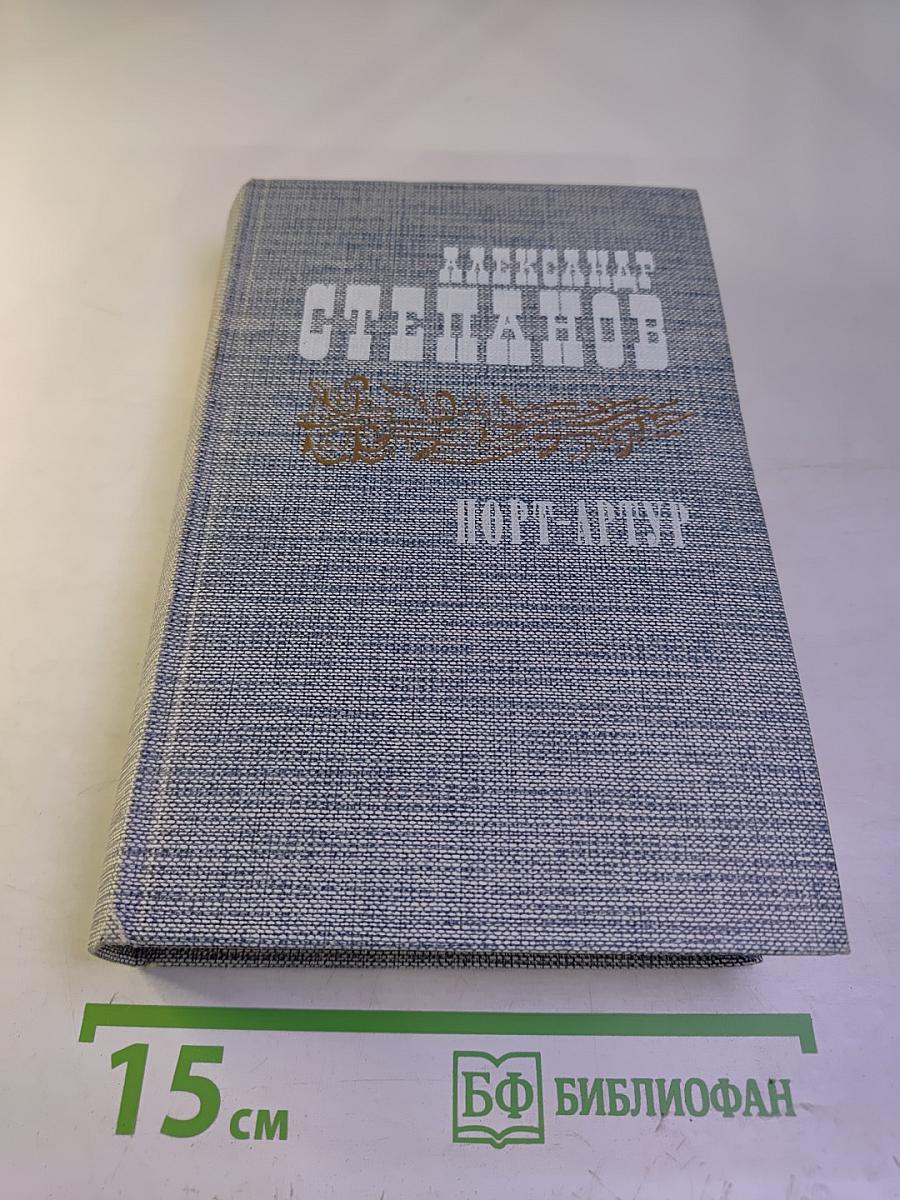 АЛЕКСАНДР
СТЕПАНОВ
ПОРТ-АРТУР
15 см
БФ БИБЛИОФАН